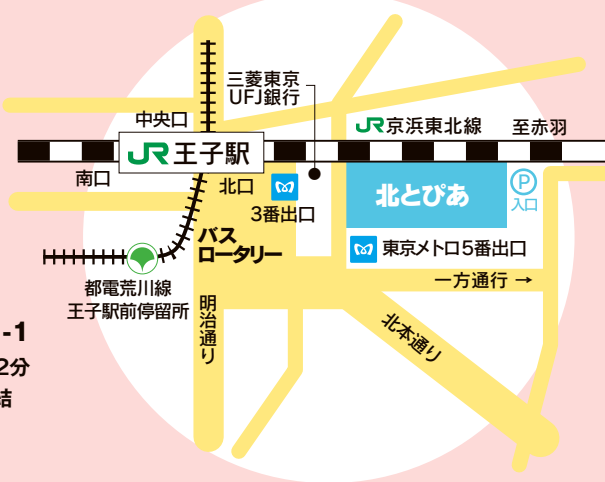 三菱東京
UFJ銀行
中央口
JR京浜東北線
至赤羽
JR王子駅
南口
北口
3番出口
北とぴあ
P
入口
バス
ロータリー
東京メトロ5番出口
一方通行 →
都電荒川線
王子駅前停留所
明治通り
北本通り
-1
2分
結